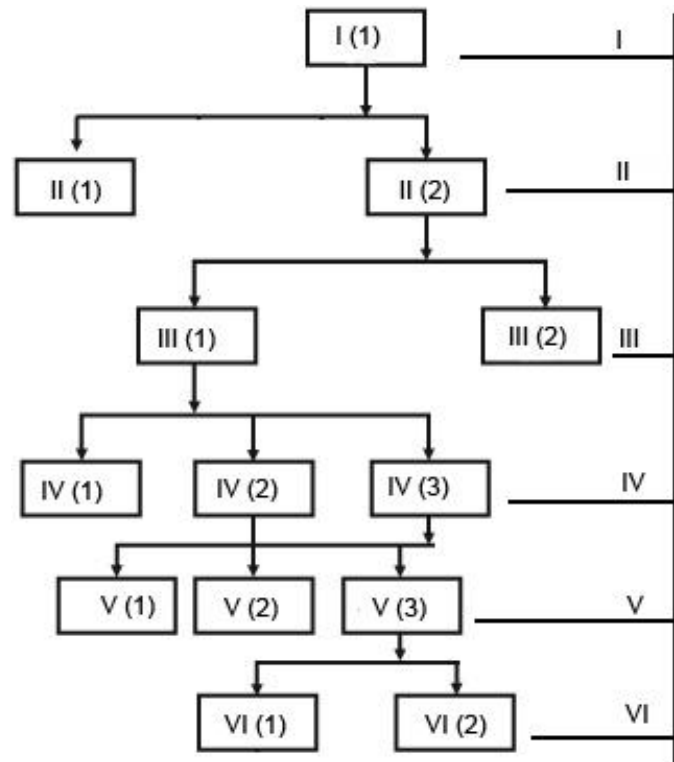 I (1)
I
II (1)
II (2)
II
III (1)
III (2)
III
IV (1)
IV (2)
IV (3)
IV
V (1)
V (2)
V (3)
V
VI (1)
VI (2)
VI